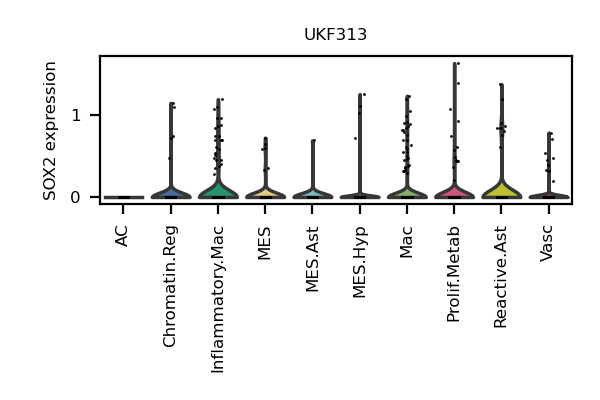 UKF313
SOX2 expression
1
0
AC
Chromatin.Reg
Inflammatory.Mac
MES
MES.Ast
MES.Hyp
Mac
Prolif.Metab
Reactive.Ast
Vasc